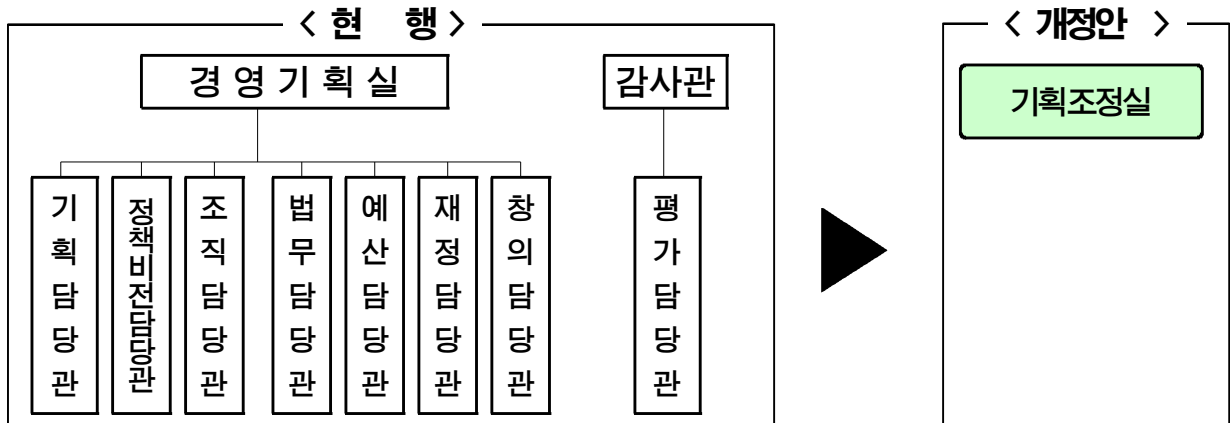 < 현 행 >
경 영 기 획 실
감사관
기획담당관
정책비전담당관
조직담당관
법무담당관
예산담당관
재정담당관
창의담당관
평가담당관
< 개정안 >
기획조정실